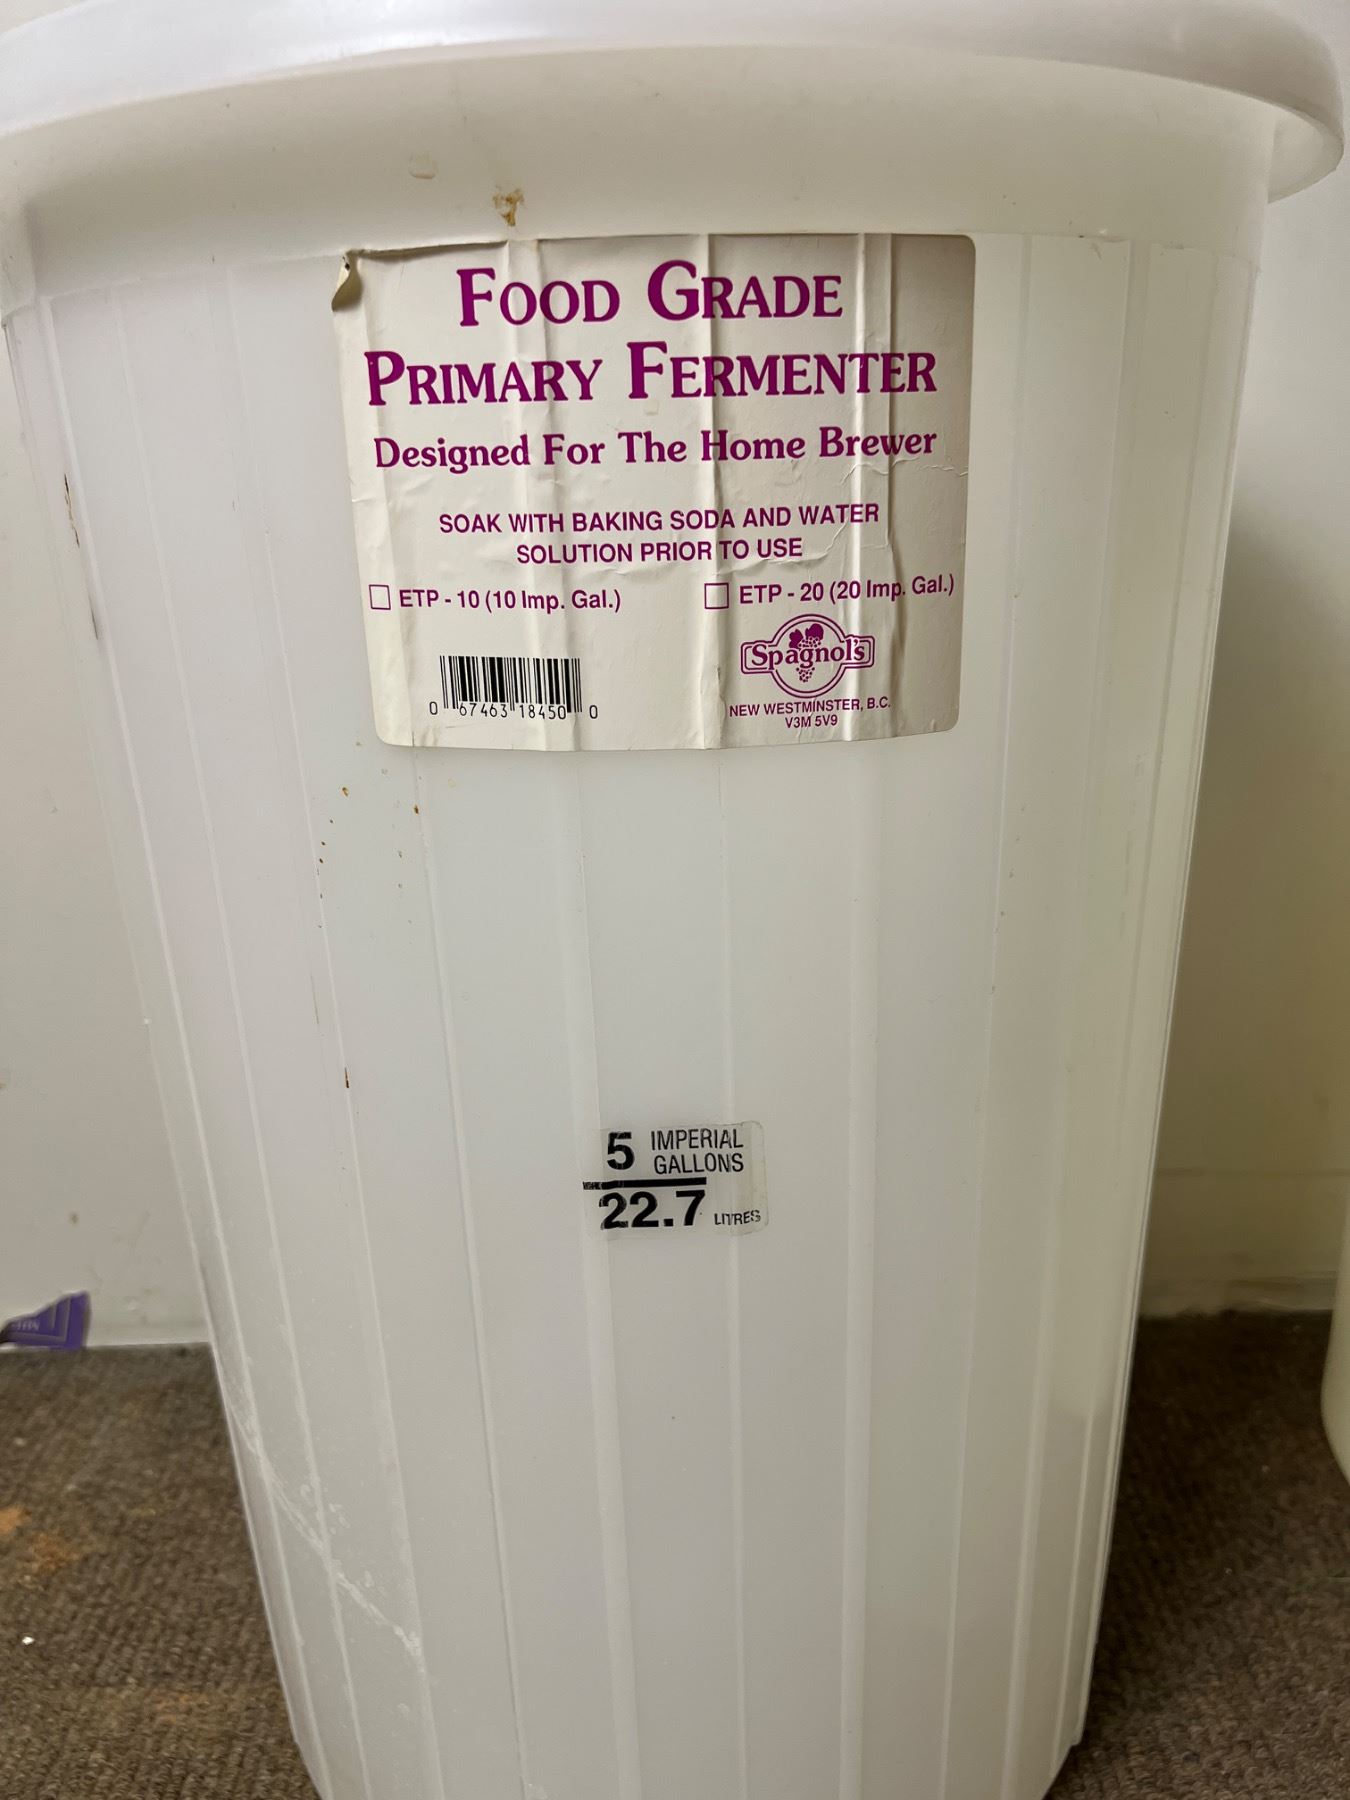 FOOD GRADE
PRIMARY FERMENTER
Designed For The Home Brewer
SOAK WITH BAKING SODA AND WATER
SOLUTION PRIOR TO USE
ETP - 10 (10 Imp. Gal.) ETP - 20 (20 Imp. Gal.)
Spagnol's
NEW WESTMINSTER, B.C.
V3M 5V9
0 67463 18450 0
5 IMPERIAL
GALLONS
22.7 LITRES